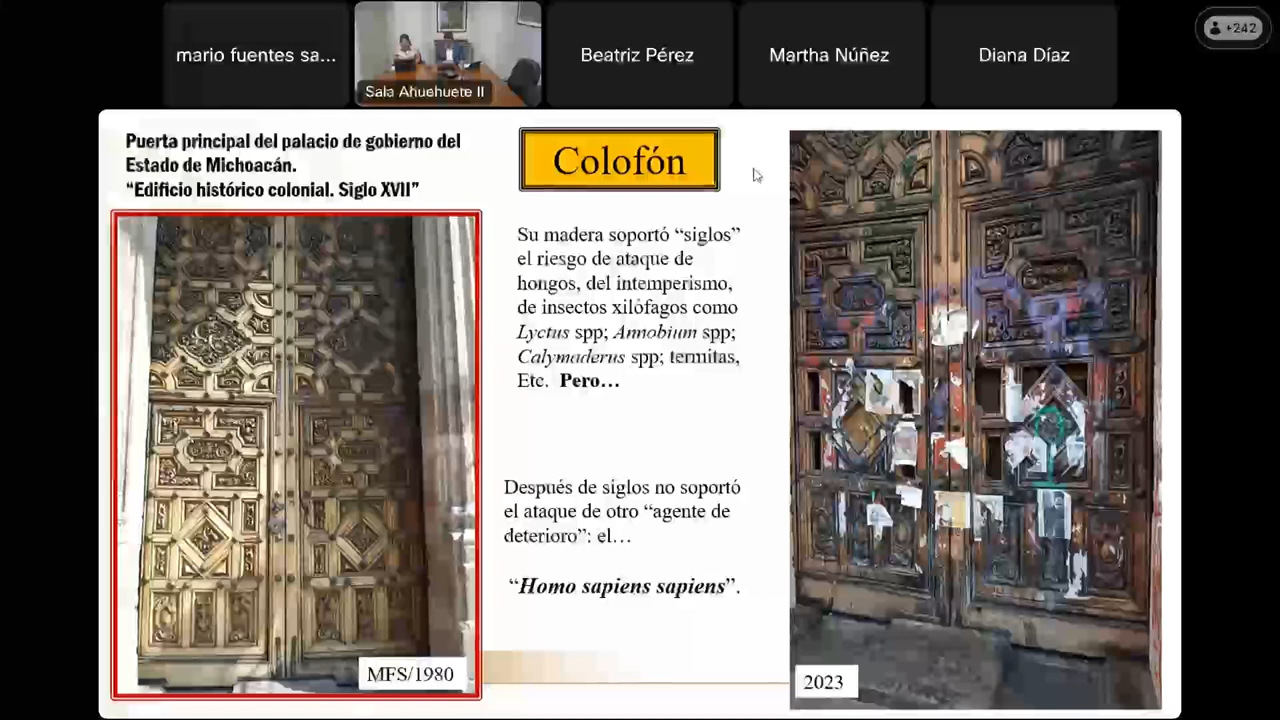 mario fuentes sa...
Sala Ahuehuete II
Beatriz Pérez
Martha Núñez
Diana Díaz
+242
Puerta principal del palacio de gobierno del
Estado de Michoacán.
“Edificio histórico colonial. Siglo XVII”
MFS/1980
Colofón
Su madera soportó “siglos”
el riesgo de ataque de
hongos, del intemperismo,
de insectos xilófagos como
Lyctus spp; Annobium spp;
Calymaderus spp; termitas,
Etc. Pero…
Después de siglos no soportó
el ataque de otro “agente de
deterioro”: el…
“Homo sapiens sapiens”.
2023